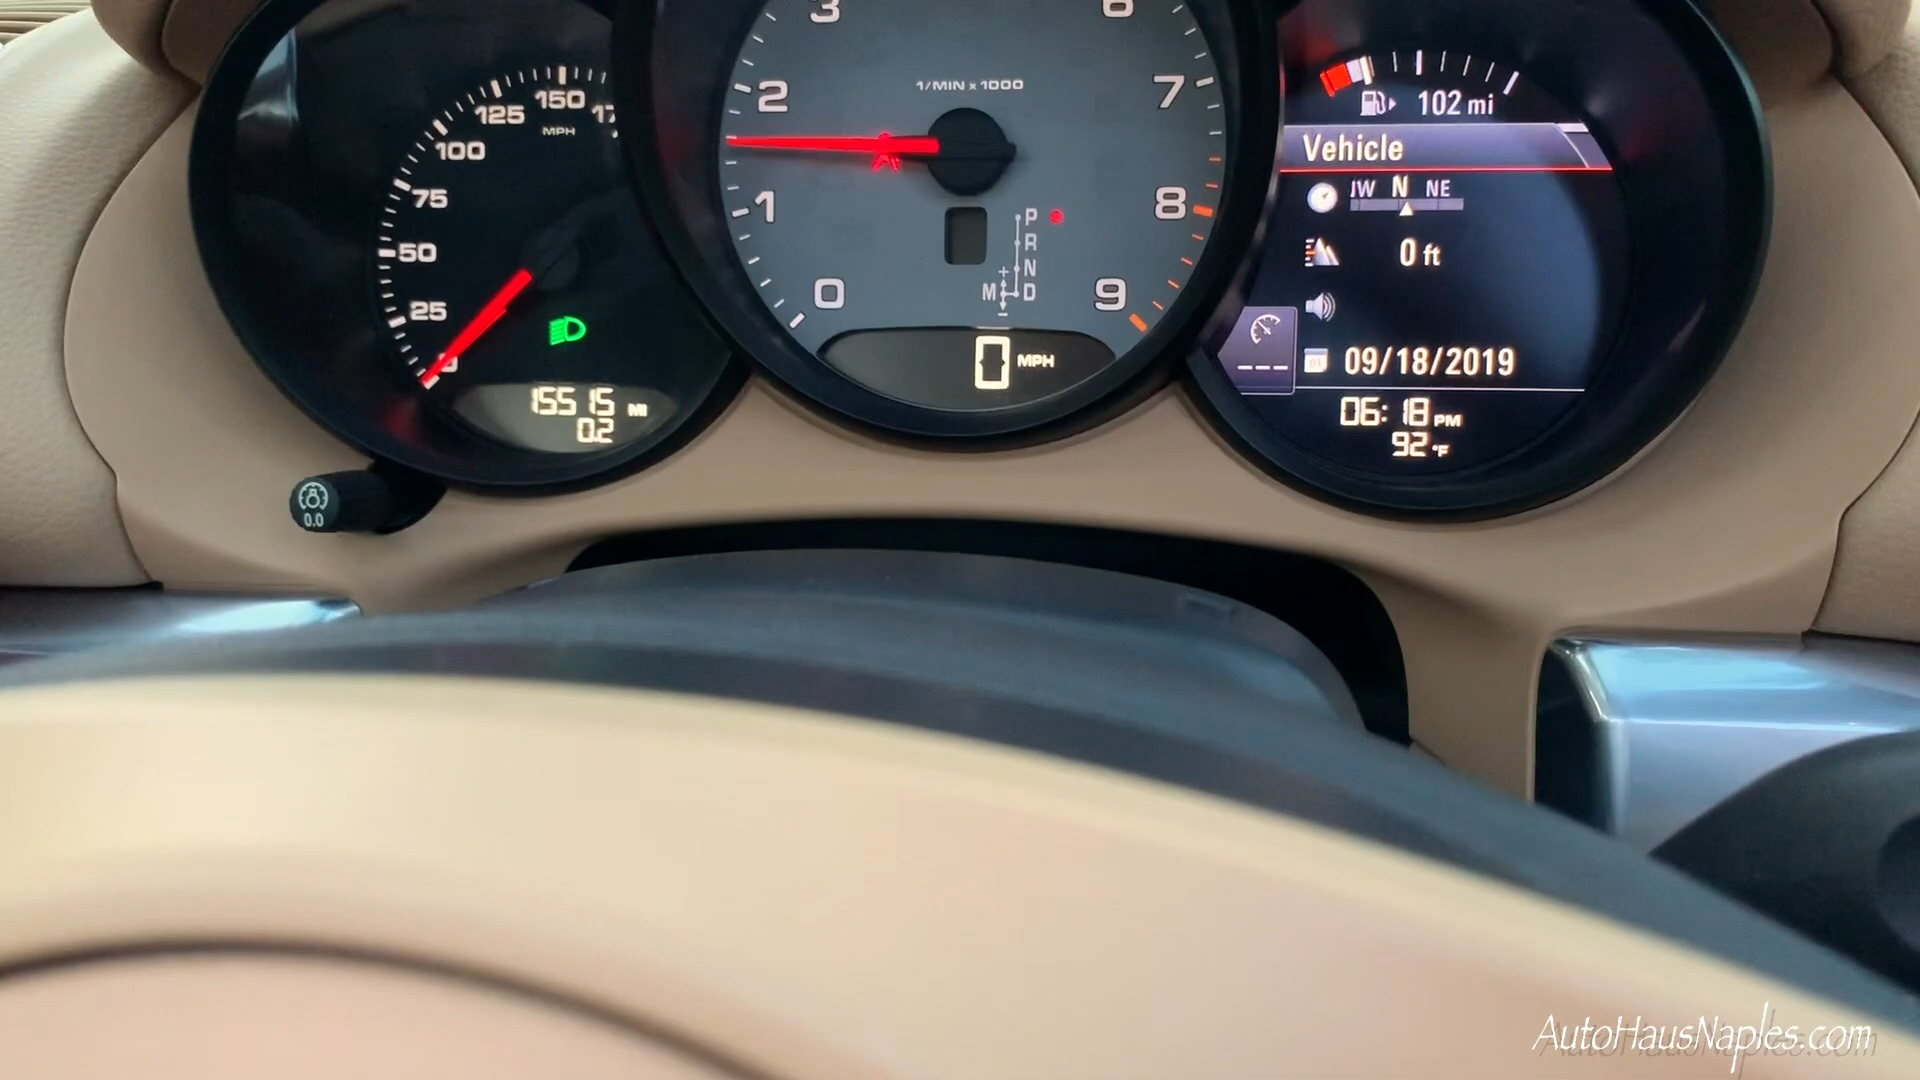 25
50
75
100
125
150
17
MPH
15515 MI
0.2
0.0
0
1
2
3
6
7
8
9
1/MIN x 1000
P
R
N
M D
+
-
0 MPH
102 mi
Vehicle
N NE
0 ft
---
09/18/2019
06:18 PM
92 °F
AutoHausNaples.com